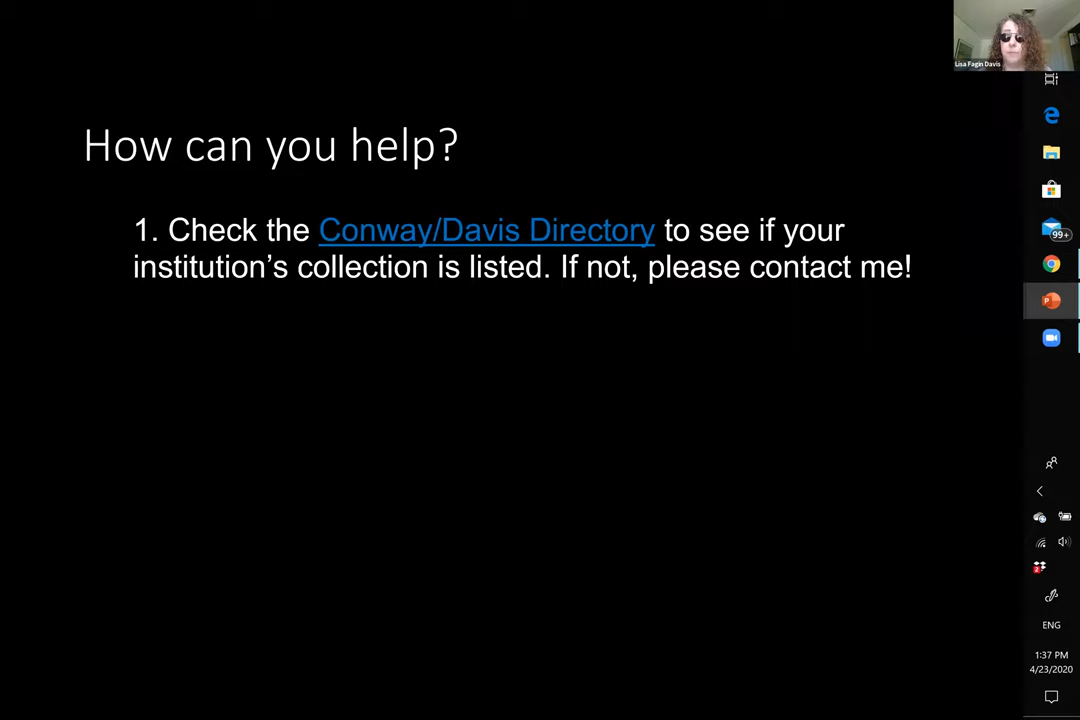 Lisa Fagin Davis
How can you help?
1. Check the Conway/Davis Directory to see if your
institution’s collection is listed. If not, please contact me!
99+
P
2
ENG
1:37 PM
4/23/2020